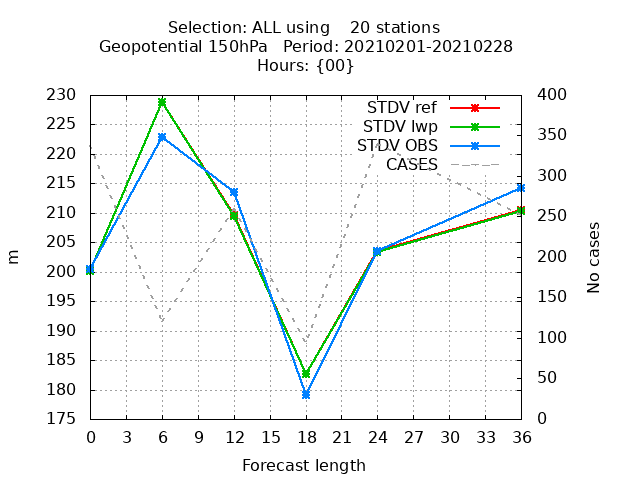 Selection: ALL using    20 stations
Geopotential 150hPa   Period: 20210201-20210228
Hours: {00}
STDV ref
STDV lwp
STDV OBS
CASES
230
225
220
215
210
205
200
195
190
185
180
175
m
400
350
300
250
200
150
100
50
0
No cases
0 3 6 9 12 15 18 21 24 27 30 33 36
Forecast length